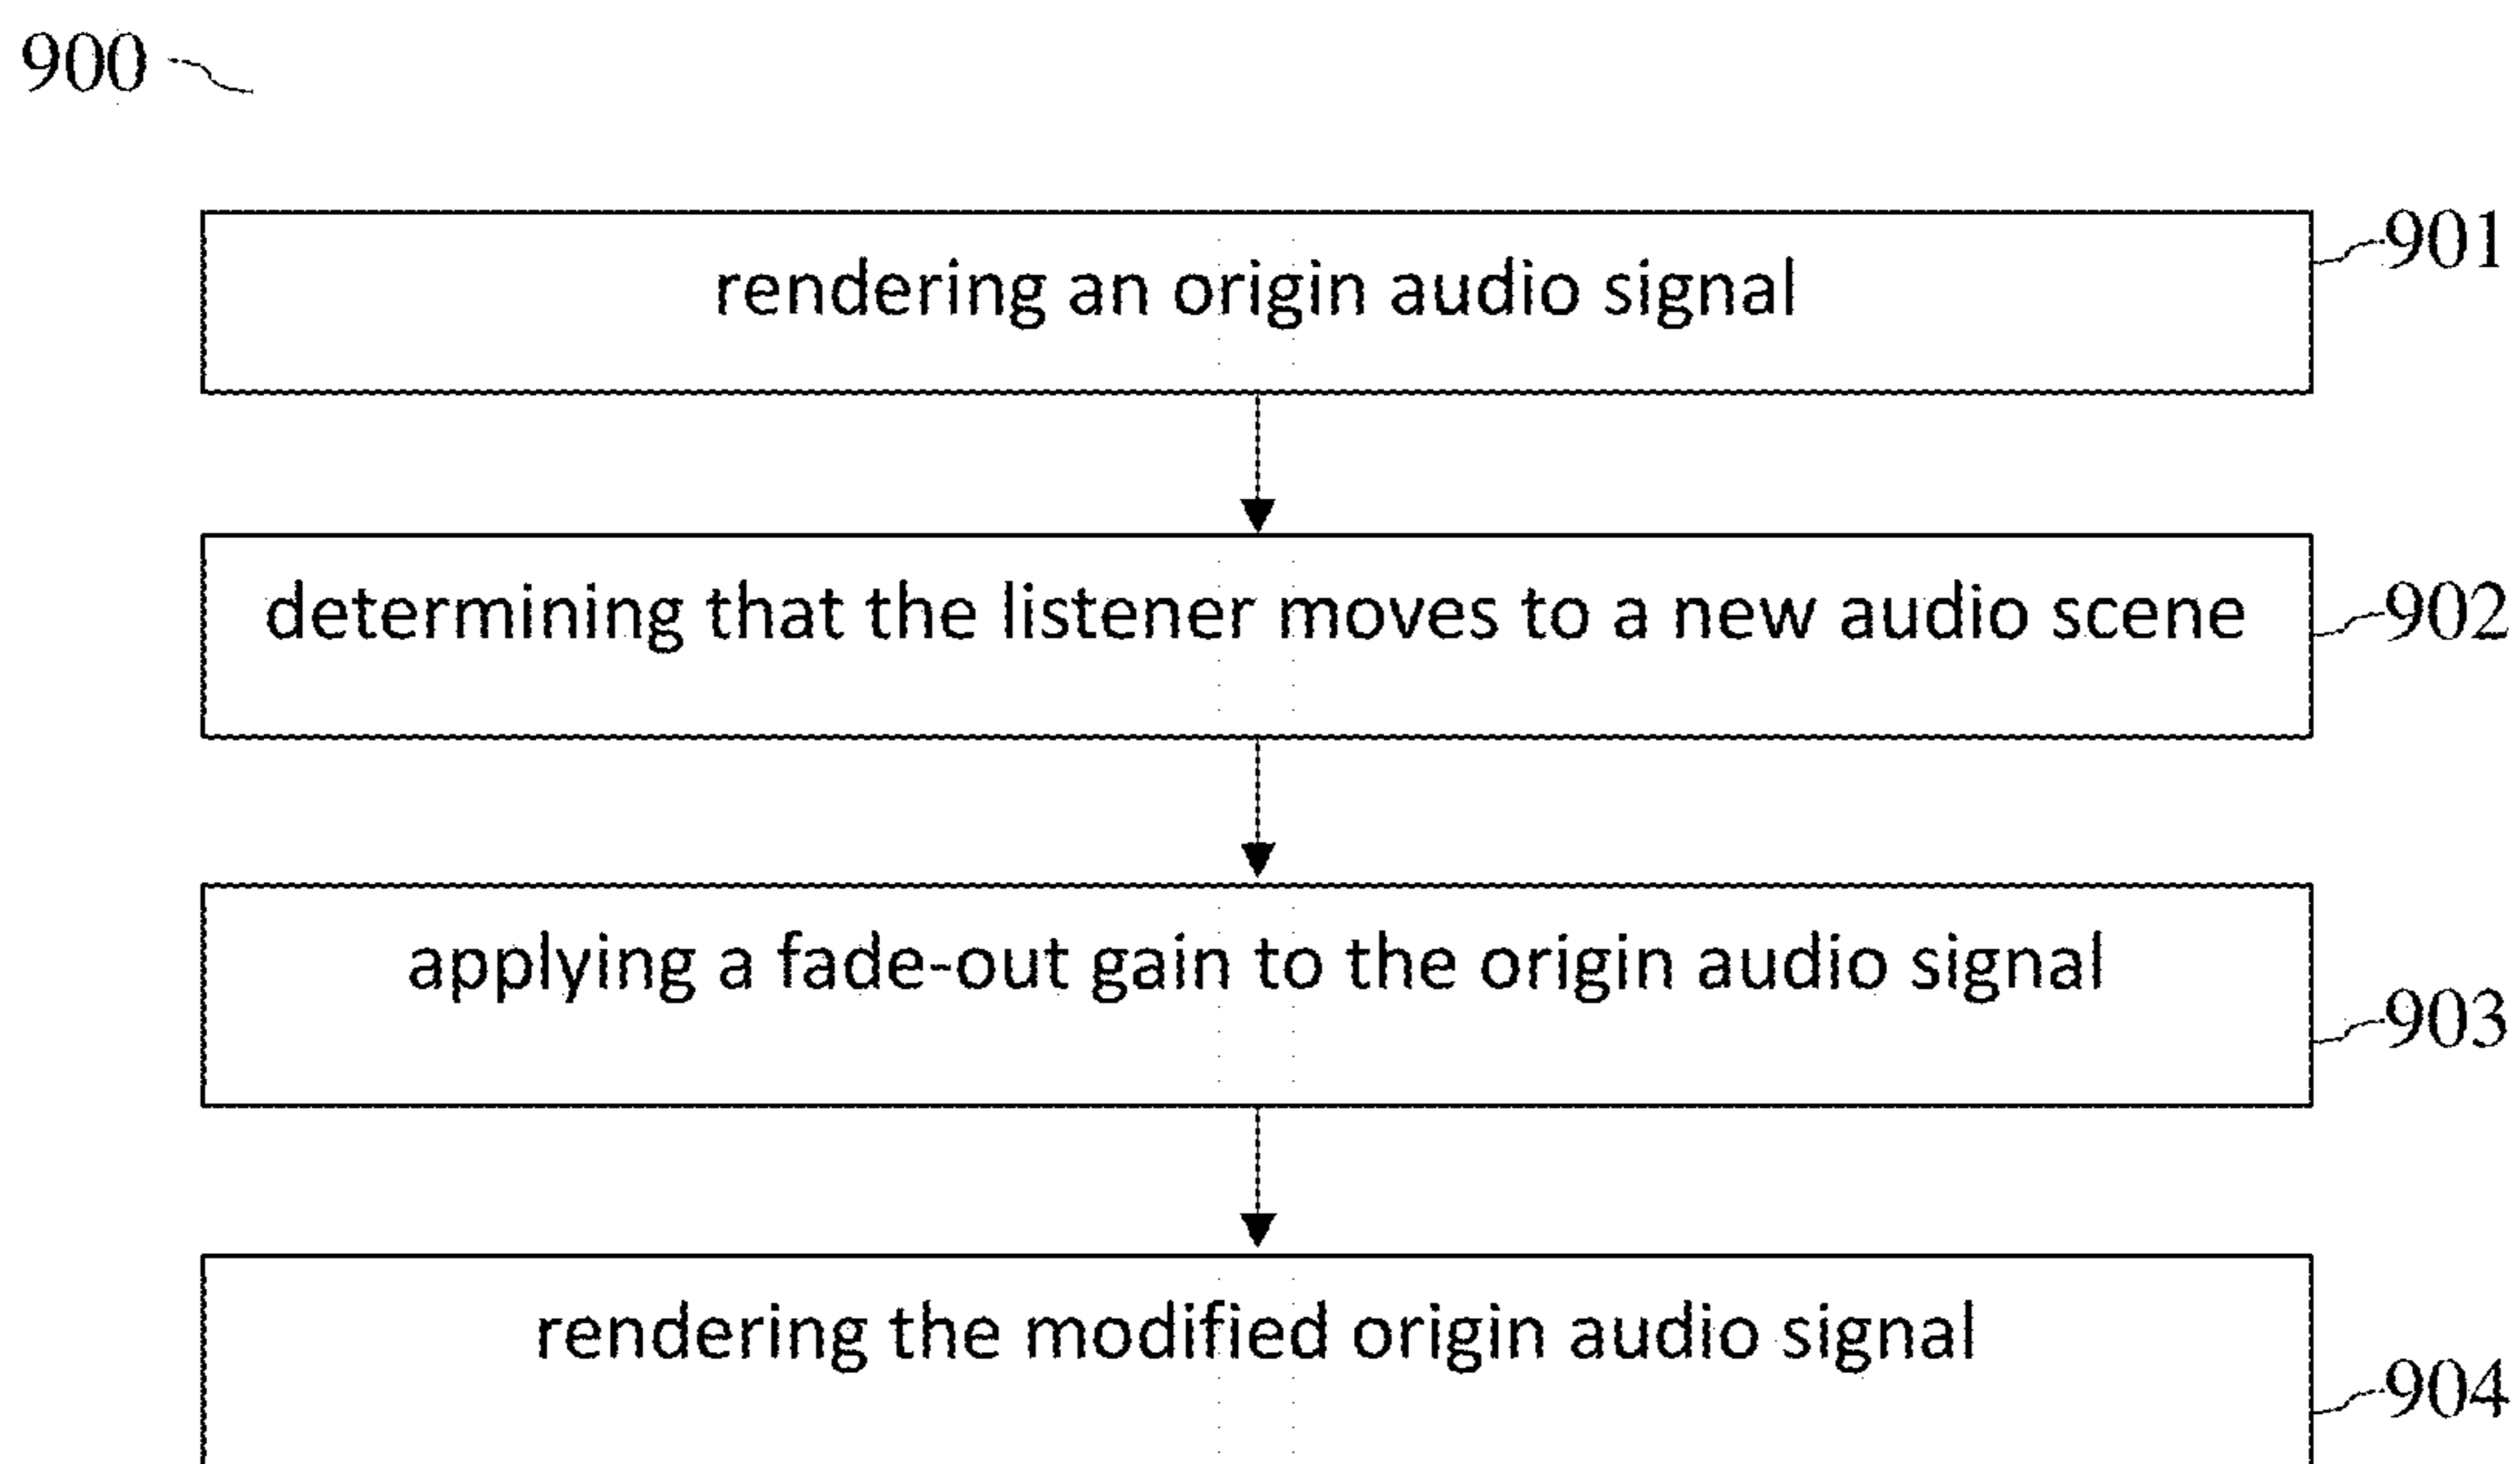 900
rendering an origin audio signal
901
determining that the listener moves to a new audio scene
902
applying a fade-out gain to the origin audio signal
903
rendering the modified origin audio signal
904